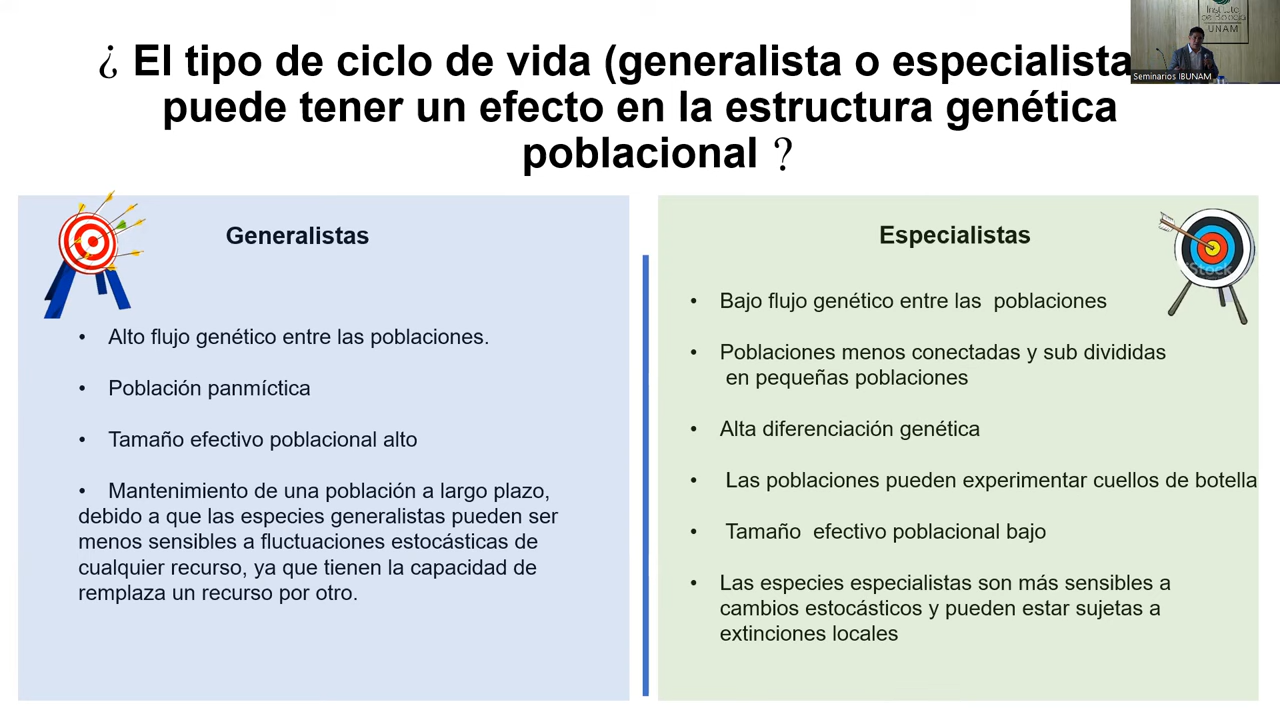 ¿ El tipo de ciclo de vida (generalista o especialista
puede tener un efecto en la estructura genética
poblacional ?
Instituto
de Biología
UNAM
Seminarios IBUNAM
Generalistas
• Alto flujo genético entre las poblaciones.
• Población panmíctica
• Tamaño efectivo poblacional alto
• Mantenimiento de una población a largo plazo,
debido a que las especies generalistas pueden ser
menos sensibles a fluctuaciones estocásticas de
cualquier recurso, ya que tienen la capacidad de
remplaza un recurso por otro.
Especialistas
iStock
• Bajo flujo genético entre las poblaciones
• Poblaciones menos conectadas y sub divididas
en pequeñas poblaciones
• Alta diferenciación genética
• Las poblaciones pueden experimentar cuellos de botella
• Tamaño efectivo poblacional bajo
• Las especies especialistas son más sensibles a
cambios estocásticos y pueden estar sujetas a
extinciones locales